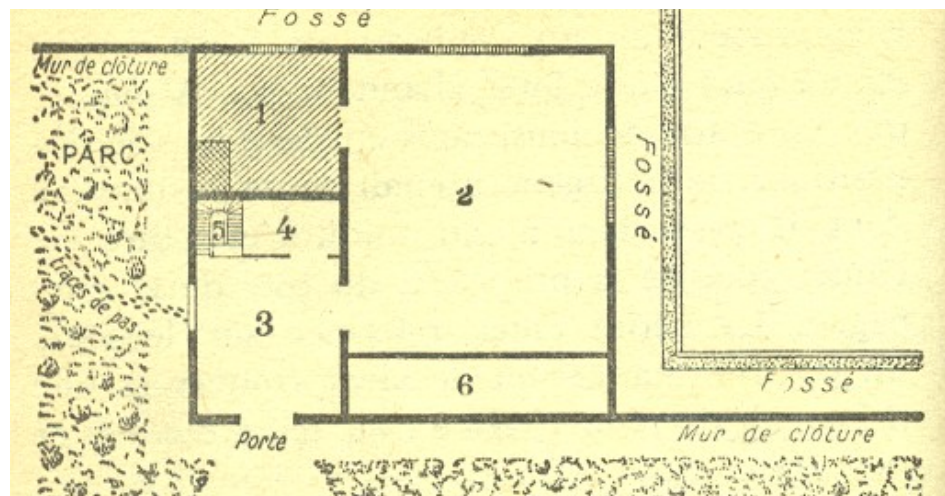 Fossé
Mur de clôture
1
PARC
2
Fossé
5
4
traces de pas
3
6
Fossé
Porte
Mur de clôture